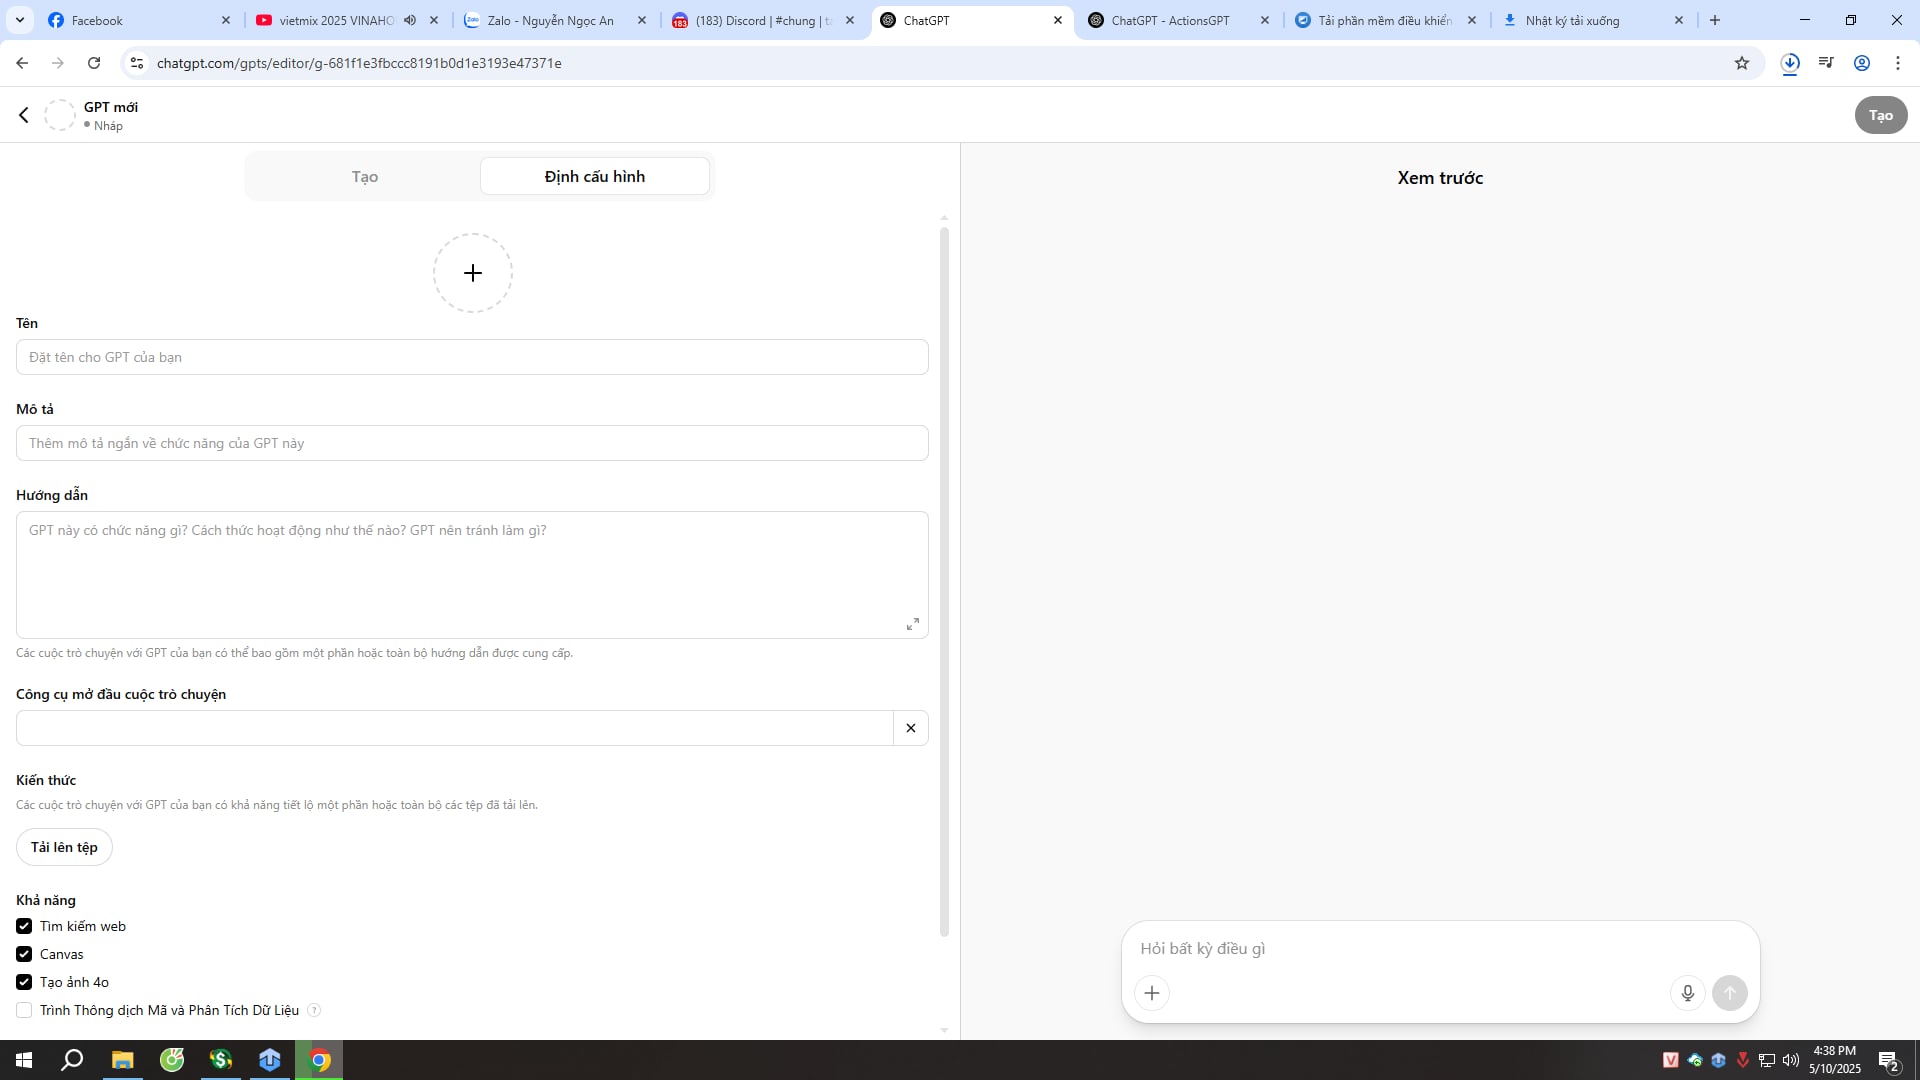 Facebook
vietmix 2025 VINAHO
Zalo - Nguyễn Ngọc An
(183) Discord | #chung | ta
ChatGPT
ChatGPT - ActionsGPT
Tải phần mềm điều khiển
Nhật ký tải xuống
chatgpt.com/gpts/editor/g-681f1e3fbccc8191b0d1e3193e47371e
GPT mới
Nháp
Tạo
Tạo
Định cấu hình
Xem trước
Tên
Đặt tên cho GPT của bạn
Mô tả
Thêm mô tả ngắn về chức năng của GPT này
Hướng dẫn
GPT này có chức năng gì? Cách thức hoạt động như thế nào? GPT nên tránh làm gì?
Các cuộc trò chuyện với GPT của bạn có thể bao gồm một phần hoặc toàn bộ hướng dẫn được cung cấp.
Công cụ mở đầu cuộc trò chuyện
Kiến thức
Các cuộc trò chuyện với GPT của bạn có khả năng tiết lộ một phần hoặc toàn bộ các tệp đã tải lên.
Tải lên tệp
Khả năng
Tìm kiếm web
Canvas
Tạo ảnh 4o
Trình Thông dịch Mã và Phân Tích Dữ Liệu ?
Hỏi bất kỳ điều gì
4:38 PM
5/10/2025
2